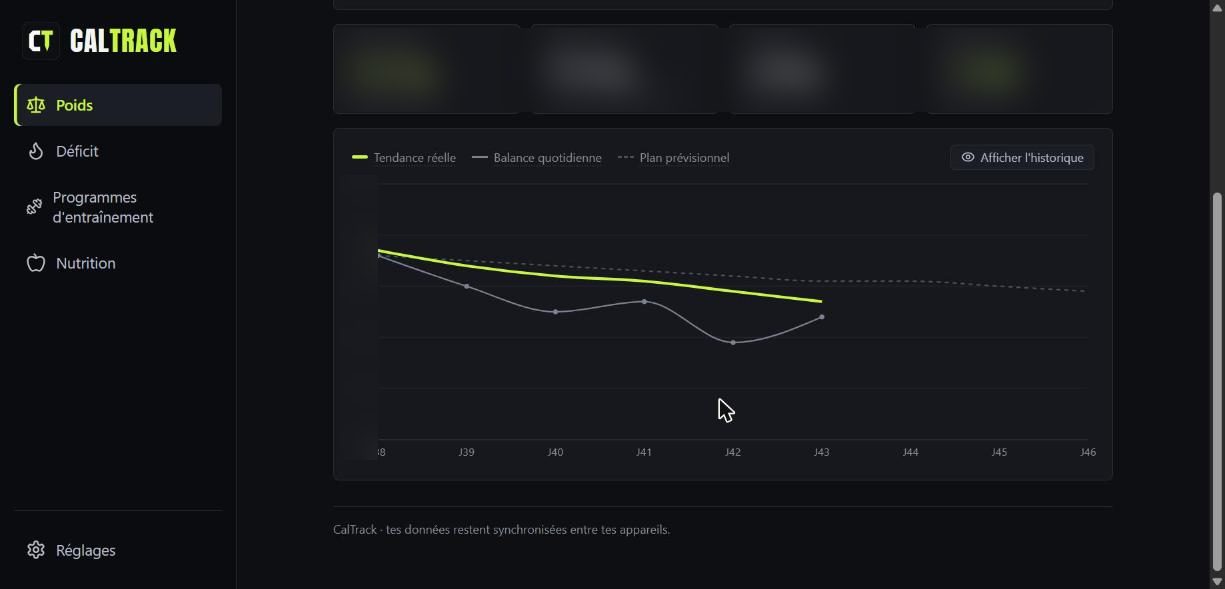 CT CALTRACK
Poids
Déficit
Programmes
d'entraînement
Nutrition
Réglages
Tendance réelle
Balance quotidienne
Plan prévisionnel
Afficher l'historique
J39 J40 J41 J42 J43 J44 J45 J46
CalTrack · tes données restent synchronisées entre tes appareils.